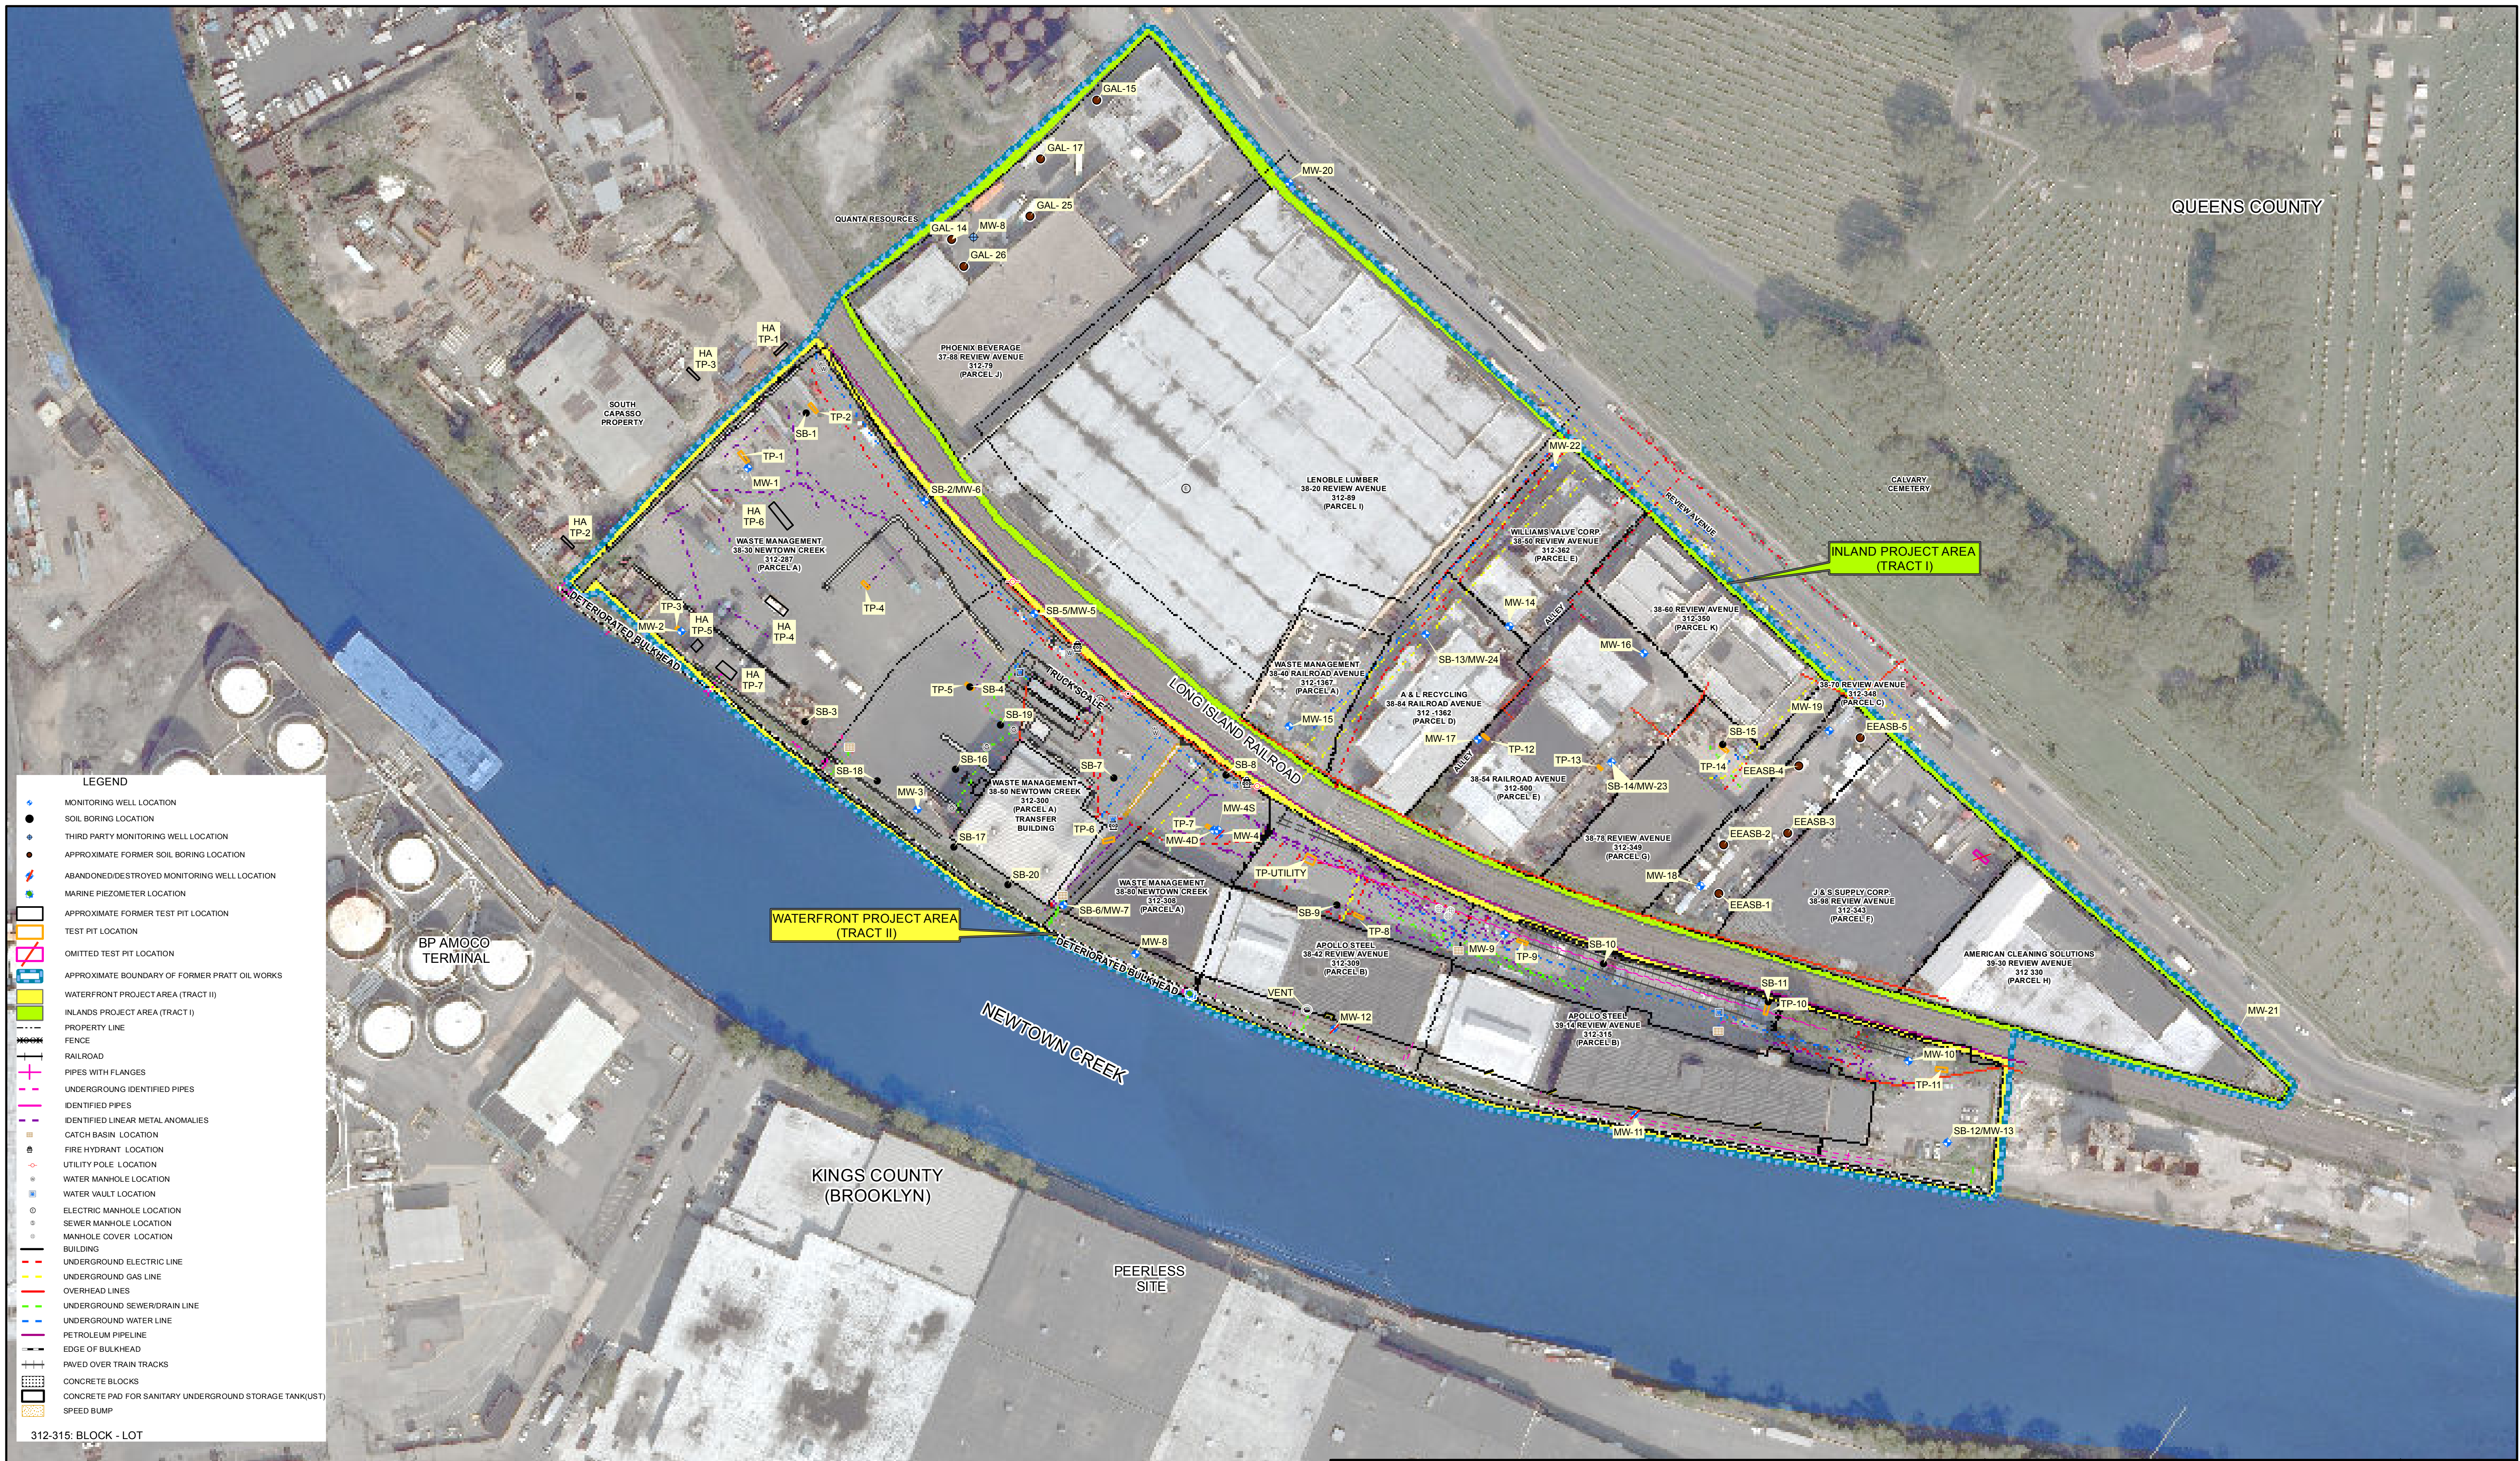 GAL-15
GAL- 17
MW-20
QUEENS COUNTY
GAL- 25
QUANTA RESOURCES
GAL- 14
MW-8
GAL- 26
HA
TP-1
HA
TP-3
PHOENIX BEVERAGE
37-88 REVIEW AVENUE
312-79
(PARCEL J)
SOUTH
CAPASSO
PROPERTY
TP-2
SB-1
TP-1
MW-1
MW-22
SB-2/MW-6
LENOBLE LUMBER
38-20 REVIEW AVENUE
312-89
(PARCEL I)
CALVARY
CEMETERY
REVIEW AVENUE
HA
TP-6
HA
TP-2
WASTE MANAGEMENT
38-30 NEWTOWN CREEK
312-287
(PARCEL A)
WILLIAMS VALVE CORP
38-50 REVIEW AVENUE
312-362
(PARCEL E)
INLAND PROJECT AREA
(TRACT I)
DETERIORATED BULKHEAD
TP-3
MW-2
HA
TP-5
HA
TP-4
TP-4
SB-5/MW-5
MW-14
ALLEY
38-60 REVIEW AVENUE
312-350
(PARCEL K)
MW-16
HA
TP-7
SB-13/MW-24
WASTE MANAGEMENT
38-40 RAILROAD AVENUE
312-1367
(PARCEL A)
TP-5
SB-4
TRUCK SCALE
LONG ISLAND RAILROAD
A & L RECYCLING
38-84 RAILROAD AVENUE
312 -1362
(PARCEL D)
38-70 REVIEW AVENUE
312-348
(PARCEL C)
MW-19
SB-3
SB-19
MW-15
MW-17
TP-12
EEASB-5
SB-15
ALLEY
TP-13
TP-14
EEASB-4
SB-18
SB-16
SB-7
SB-8
38-54 RAILROAD AVENUE
312-500
(PARCEL E)
SB-14/MW-23
MW-3
WASTE MANAGEMENT
38-50 NEWTOWN CREEK
312-300
(PARCEL A)
TRANSFER
BUILDING
MW-4S
TP-6
TP-7
MW-4
MW-4D
EEASB-3
EEASB-2
SB-17
38-78 REVIEW AVENUE
312-349
(PARCEL G)
SB-20
TP-UTILITY
MW-18
WASTE MANAGEMENT
38-80 NEWTOWN CREEK
312-308
(PARCEL A)
J & S SUPPLY CORP.
38-98 REVIEW AVENUE
312-343
(PARCEL F)
EEASB-1
SB-6/MW-7
SB-9
TP-8
WATERFRONT PROJECT AREA
(TRACT II)
DETERIORATED BULKHEAD
MW-8
APOLLO STEEL
38-42 REVIEW AVENUE
312-309
(PARCEL B)
MW-9
TP-9
SB-10
AMERICAN CLEANING SOLUTIONS
39-30 REVIEW AVENUE
312 330
(PARCEL H)
BP AMOCO
TERMINAL
VENT
SB-11
TP-10
MW-21
NEWTOWN CREEK
MW-12
APOLLO STEEL
39-14 REVIEW AVENUE
312-315
(PARCEL B)
MW-10
TP-11
MW-11
SB-12/MW-13
KINGS COUNTY
(BROOKLYN)
PEERLESS
SITE
LEGEND
MONITORING WELL LOCATION
SOIL BORING LOCATION
THIRD PARTY MONITORING WELL LOCATION
APPROXIMATE FORMER SOIL BORING LOCATION
ABANDONED/DESTROYED MONITORING WELL LOCATION
MARINE PIEZOMETER LOCATION
APPROXIMATE FORMER TEST PIT LOCATION
TEST PIT LOCATION
OMITTED TEST PIT LOCATION
APPROXIMATE BOUNDARY OF FORMER PRATT OIL WORKS
WATERFRONT PROJECT AREA (TRACT II)
INLANDS PROJECT AREA (TRACT I)
PROPERTY LINE
FENCE
RAILROAD
PIPES WITH FLANGES
UNDERGROUNG IDENTIFIED PIPES
IDENTIFIED PIPES
IDENTIFIED LINEAR METAL ANOMALIES
CATCH BASIN LOCATION
FIRE HYDRANT LOCATION
UTILITY POLE LOCATION
WATER MANHOLE LOCATION
WATER VAULT LOCATION
ELECTRIC MANHOLE LOCATION
SEWER MANHOLE LOCATION
MANHOLE COVER LOCATION
BUILDING
UNDERGROUND ELECTRIC LINE
UNDERGROUND GAS LINE
OVERHEAD LINES
UNDERGROUND SEWER/DRAIN LINE
UNDERGROUND WATER LINE
PETROLEUM PIPELINE
EDGE OF BULKHEAD
PAVED OVER TRAIN TRACKS
CONCRETE BLOCKS
CONCRETE PAD FOR SANITARY UNDERGROUND STORAGE TANK(UST)
SPEED BUMP
312-315: BLOCK - LOT